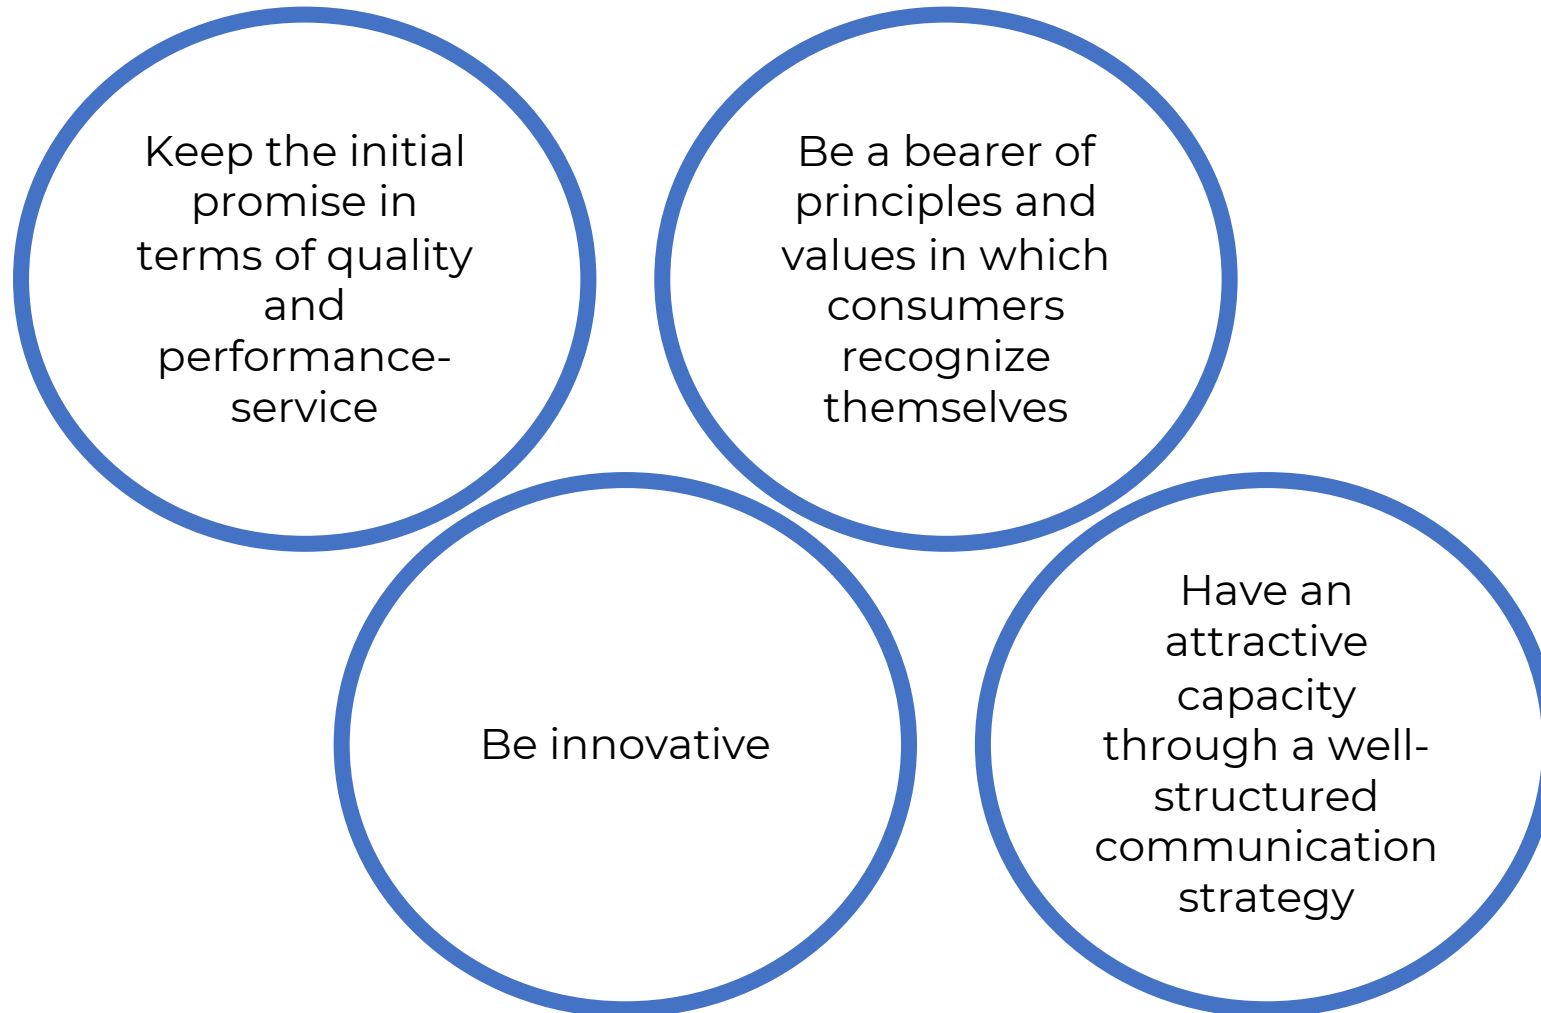 Keep the initial
promise in
terms of quality
and
performance-
service
Be a bearer of
principles and
values in which
consumers
recognize
themselves
Be innovative
Have an
attractive
capacity
through a well-
structured
communication
strategy